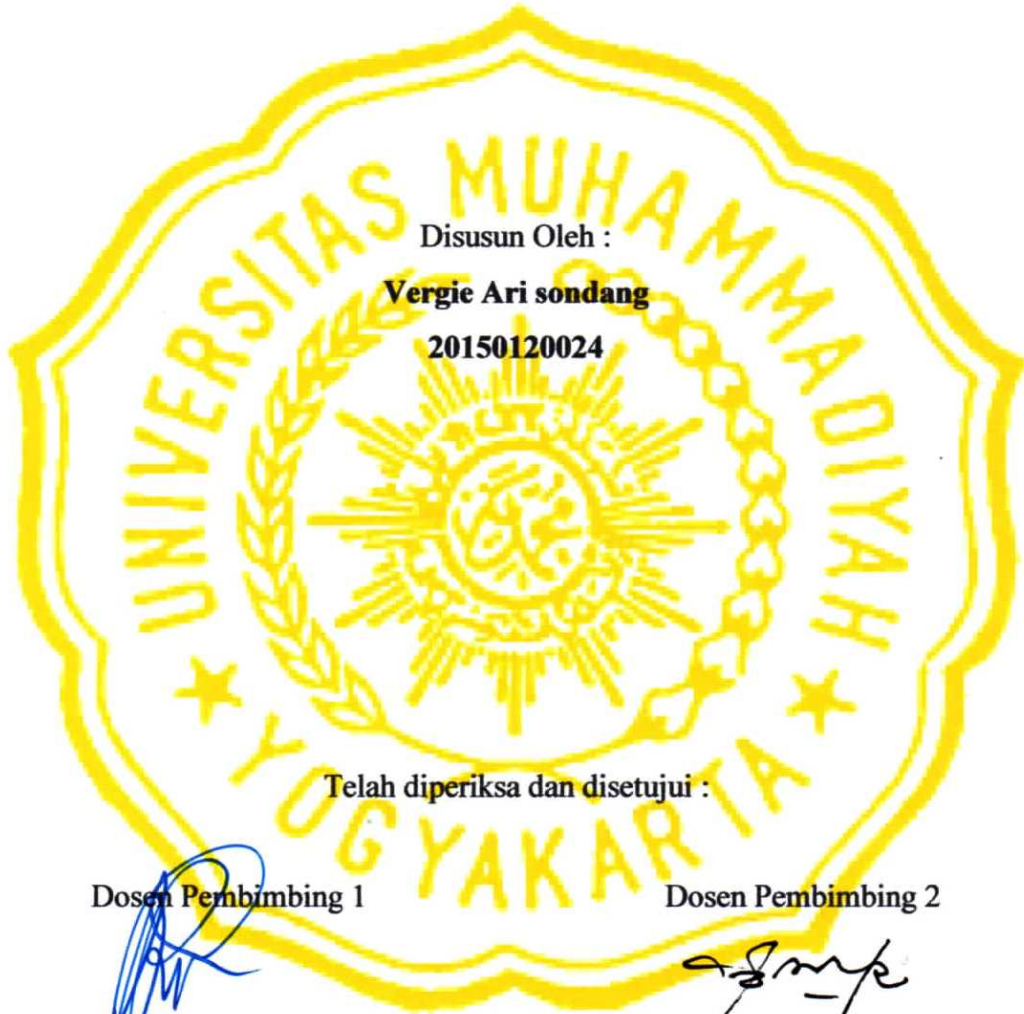 UNIVERSITAS MUHAMMADIYAH
Disusun Oleh :
Vergie Ari sondang
20150120024
Telah diperiksa dan disetujui :
★ YOGYAKARTA ★
Dosen Pembimbing 1 Dosen Pembimbing 2